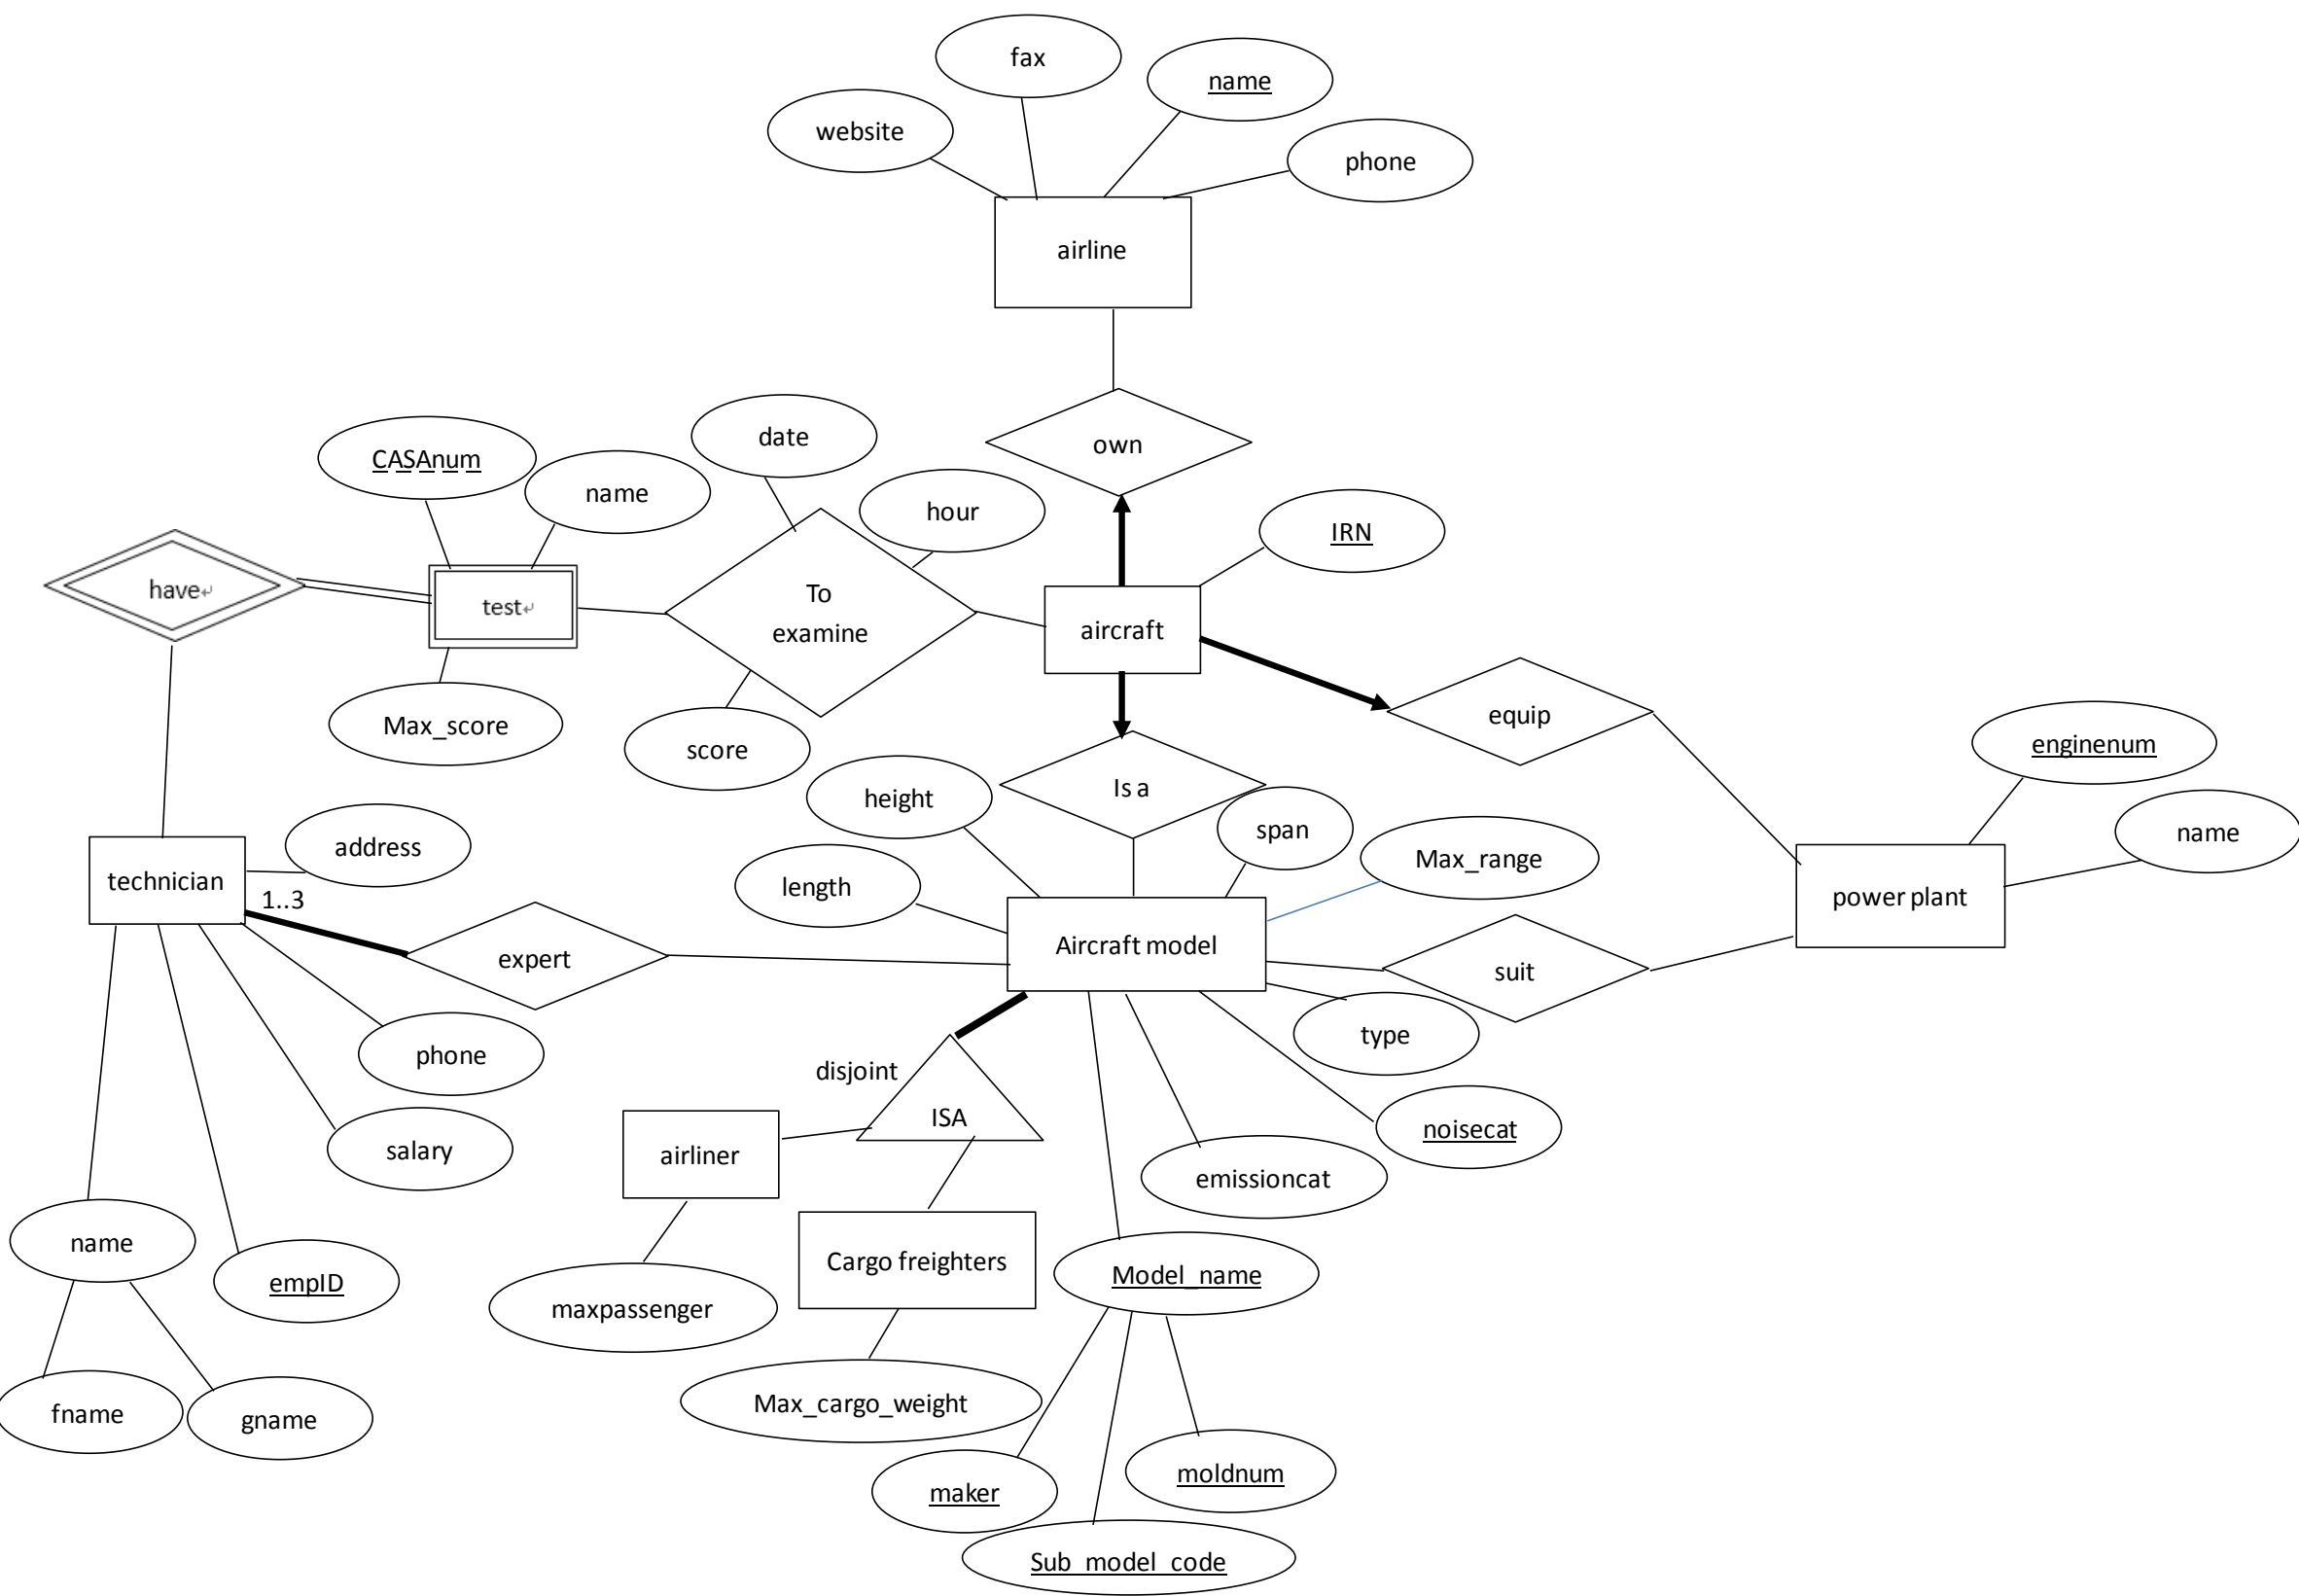 fax
name
website
phone
airline
date
own
CASAnum
name
hour
IRN
have↵
test↵
To
examine
aircraft
Max_score
score
equip
enginenum
height
Is a
span
name
address
Max_range
technician
length
1..3
power plant
expert
Aircraft model
suit
phone
type
disjoint
ISA
noisecat
salary
airliner
emissioncat
name
Cargo freighters
empID
Model_name
maxpassenger
fname
gname
Max_cargo_weight
moldnum
maker
Sub_model_code